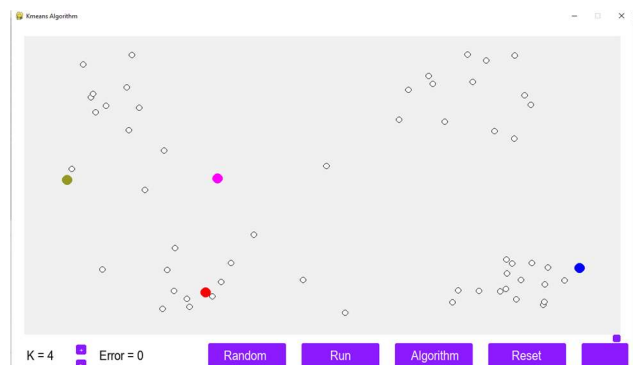 Kmeans Algorithm
K = 4
Error = 0
Random
Run
Algorithm
Reset